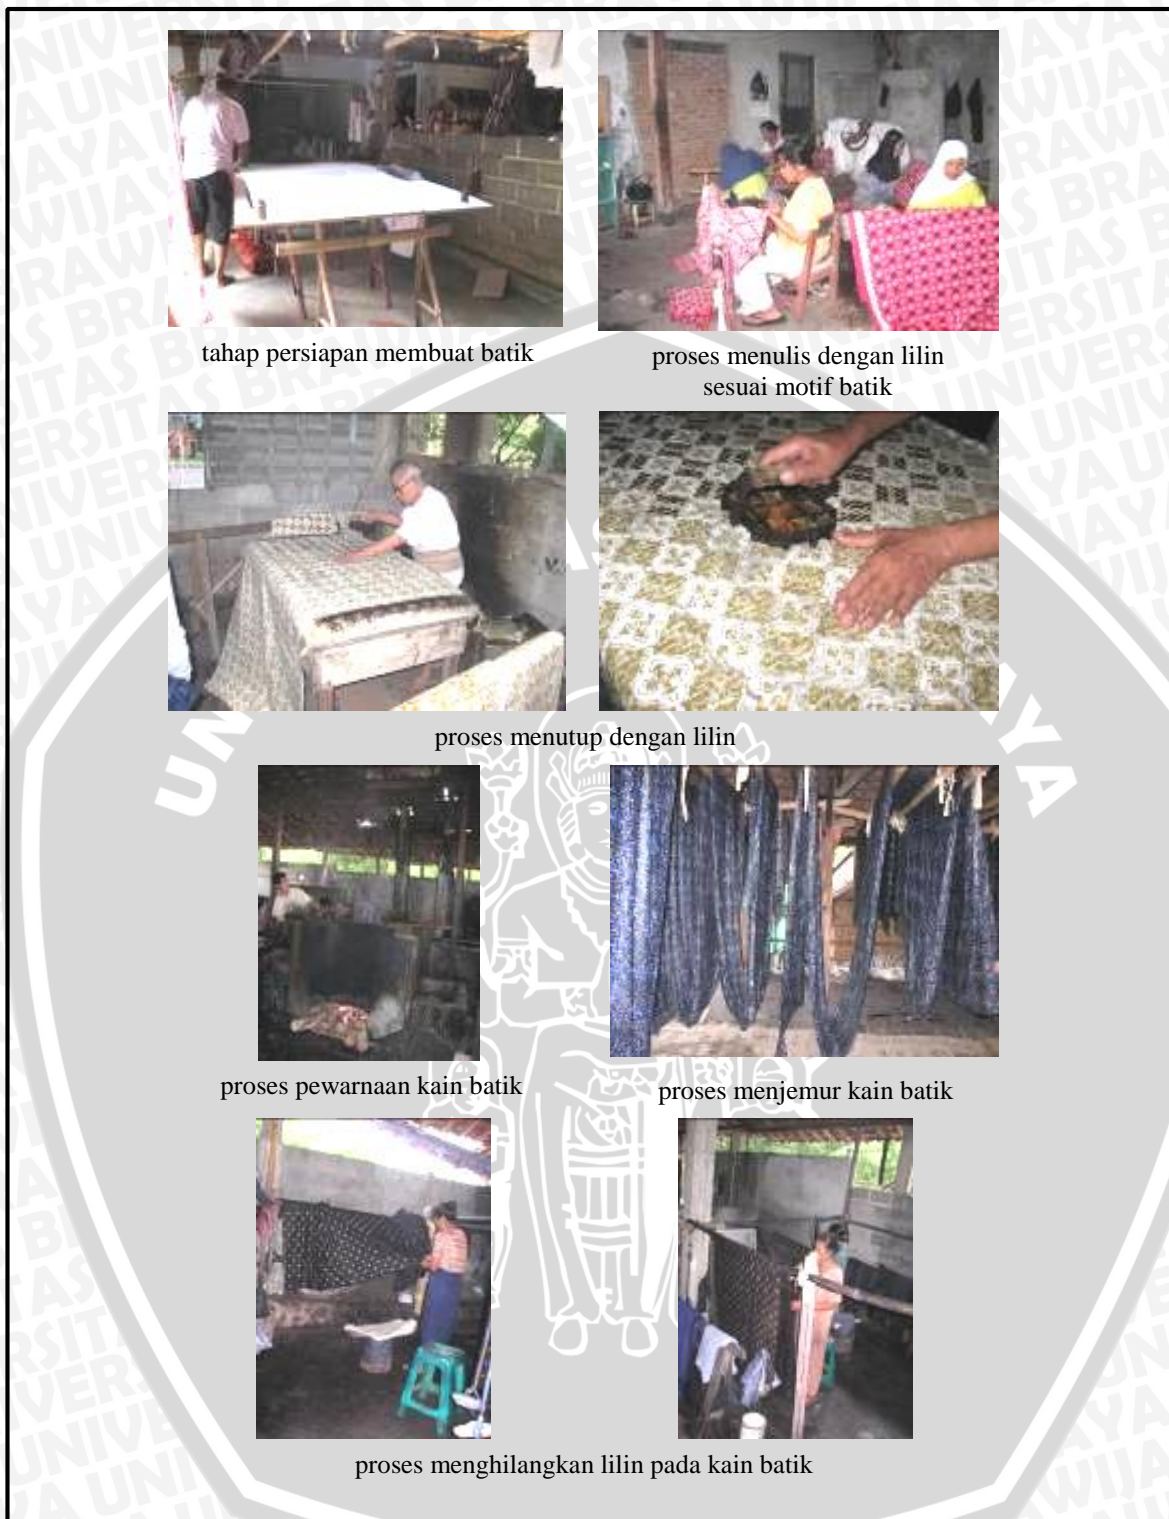 tahap persiapan membuat batik
proses menulis dengan lilin
sesuai motif batik
proses menutup dengan lilin
proses pewarnaan kain batik
proses menjemur kain batik
proses menghilangkan lilin pada kain batik